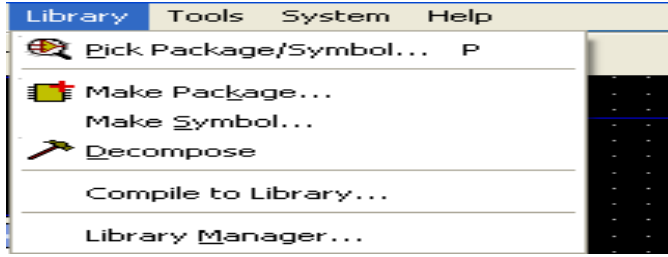 Library Tools System Help
Pick Package/Symbol... P
Make Package...
Make Symbol...
Decompose
Compile to Library...
Library Manager...